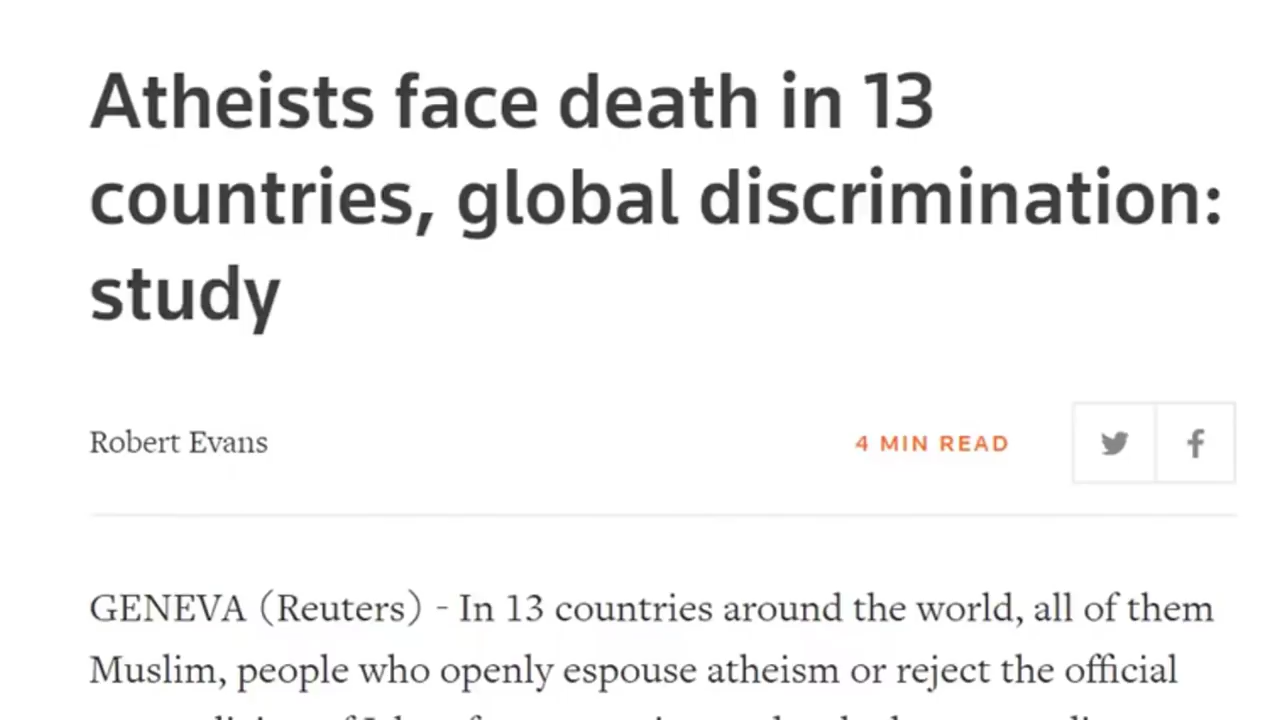 Atheists face death in 13
countries, global discrimination:
study
Robert Evans
4 MIN READ
GENEVA (Reuters) - In 13 countries around the world, all of them
Muslim, people who openly espouse atheism or reject the official